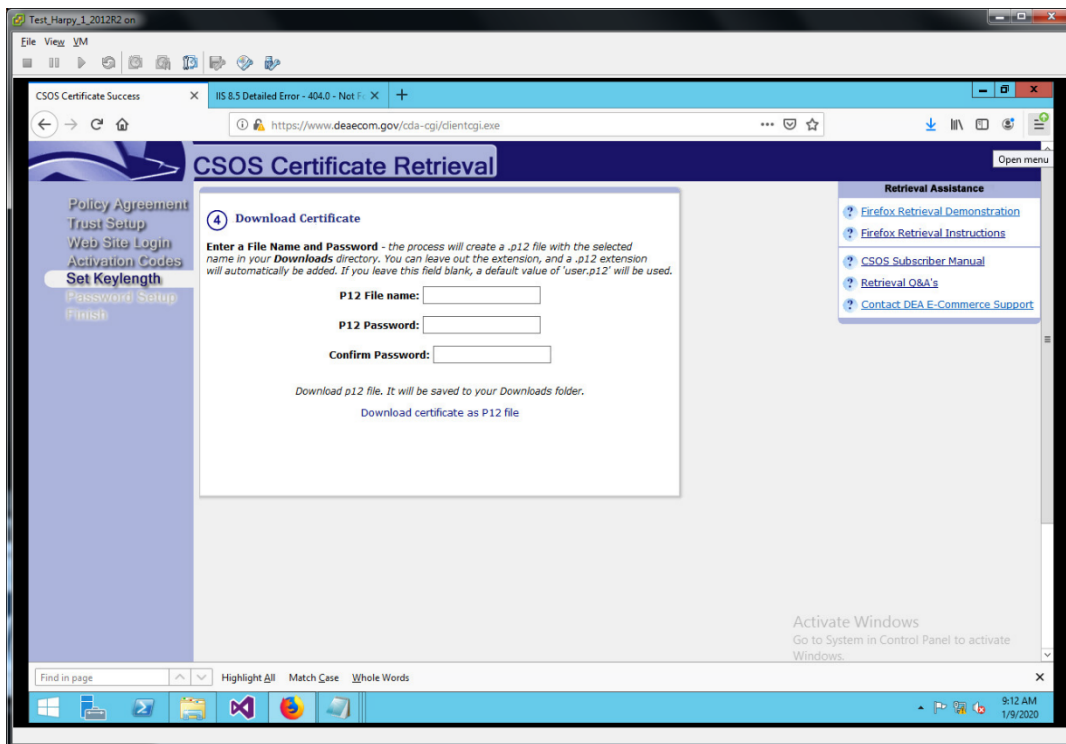 Test_Harpy_1_2012R2 on
File View VM
CSOS Certificate Success
IIS 8.5 Detailed Error - 404.0 - Not Fo
https://www.deaecom.gov/cda-cgi/clientcgi.exe
Open menu
CSOS Certificate Retrieval
Policy Agreement
Trust Setup
Web Site Login
Activation Codes
Set Keylength
Password Setup
Finish
4 Download Certificate
Enter a File Name and Password - the process will create a .p12 file with the selected
name in your Downloads directory. You can leave out the extension, and a .p12 extension
will automatically be added. If you leave this field blank, a default value of 'user.p12' will be used.
P12 File name:
P12 Password:
Confirm Password:
Download p12 file. It will be saved to your Downloads folder.
Download certificate as P12 file
Retrieval Assistance
? Firefox Retrieval Demonstration
? Firefox Retrieval Instructions
? CSOS Subscriber Manual
? Retrieval Q&A's
? Contact DEA E-Commerce Support
Activate Windows
Go to System in Control Panel to activate
Windows.
Find in page Highlight All Match Case Whole Words
9:12 AM
1/9/2020